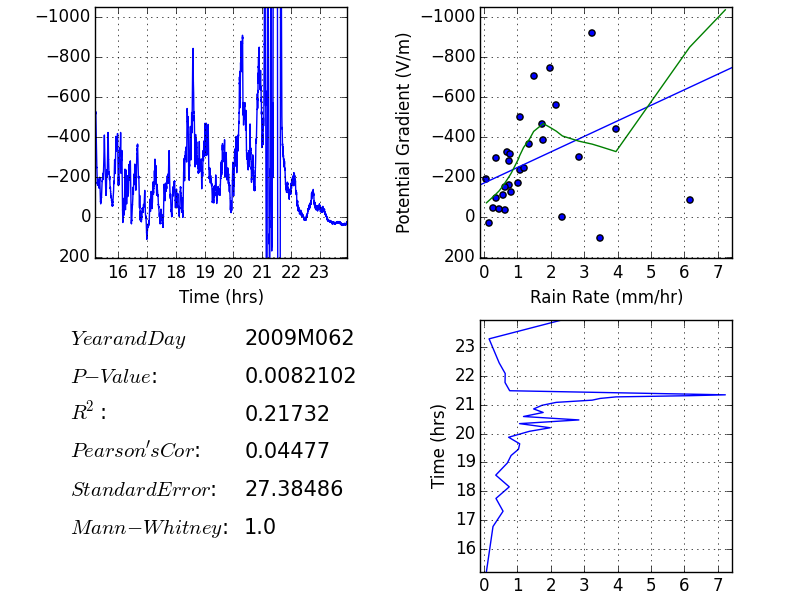 −1000
−800
−600
−400
−200
0
200
16 17 18 19 20 21 22 23
Time (hrs)
Potential Gradient (V/m)
−1000
−800
−600
−400
−200
0
200
0 1 2 3 4 5 6 7
Rain Rate (mm/hr)
YearandDay 2009M062
P−Value: 0.0082102
R²: 0.21732
Pearson'sCor: 0.04477
StandardError: 27.38486
Mann−Whitney: 1.0
Time (hrs)
23
22
21
20
19
18
17
16
0 1 2 3 4 5 6 7